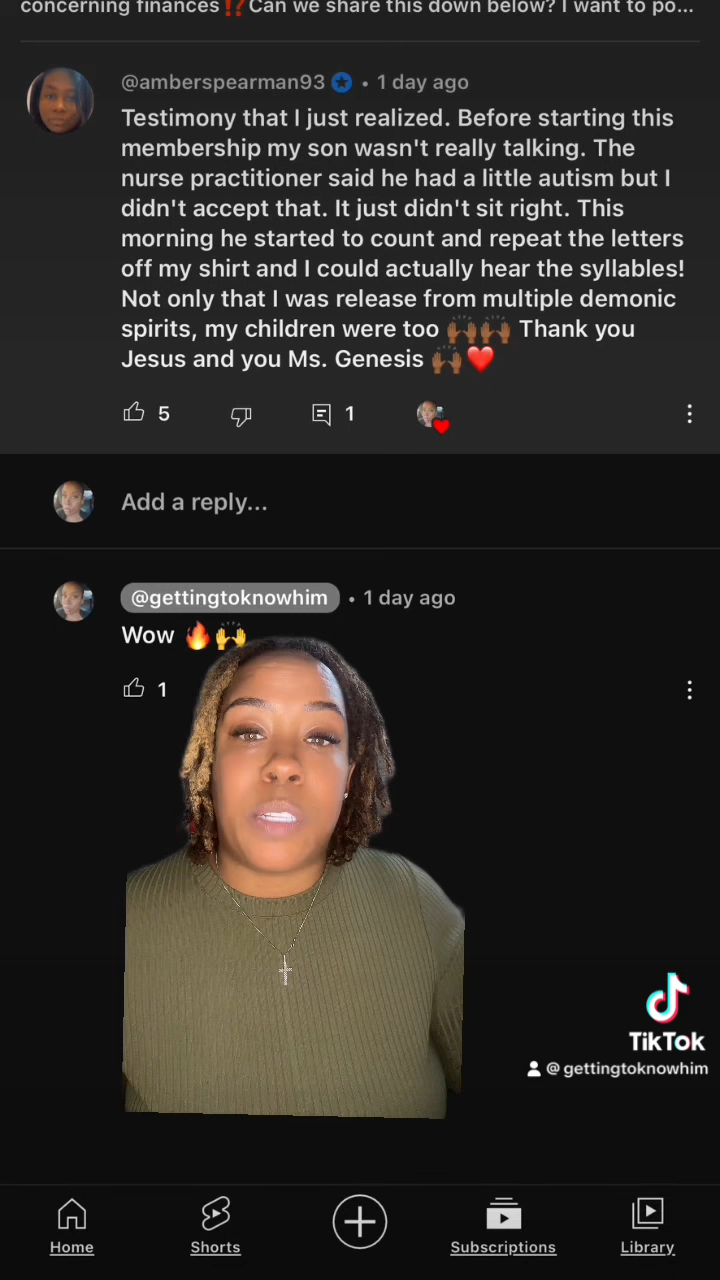 concerning finances⁉️Can we share this down below? I want to po...
@amberspearman93 • 1 day ago
Testimony that I just realized. Before starting this
membership my son wasn't really talking. The
nurse practitioner said he had a little autism but I
didn't accept that. It just didn't sit right. This
morning he started to count and repeat the letters
off my shirt and I could actually hear the syllables!
Not only that I was release from multiple demonic
spirits, my children were too 🙌🏾🙌🏾 Thank you
Jesus and you Ms. Genesis 🙌🏾❤️
5 1
Add a reply...
@gettingtoknowhim • 1 day ago
Wow 🔥🙌
1
TikTok
@gettingtoknowhim
Home Shorts Subscriptions Library